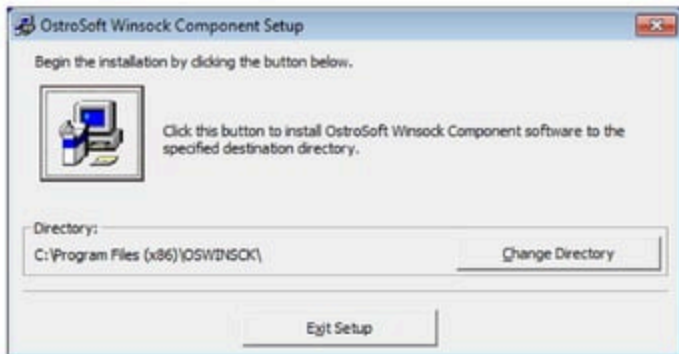 OstroSoft Winsock Component Setup
Begin the installation by clicking the button below.
Click this button to install OstroSoft Winsock Component software to the
specified destination directory.
Directory:
C:\Program Files (x86)\OSWINSCK\
Change Directory
Exit Setup